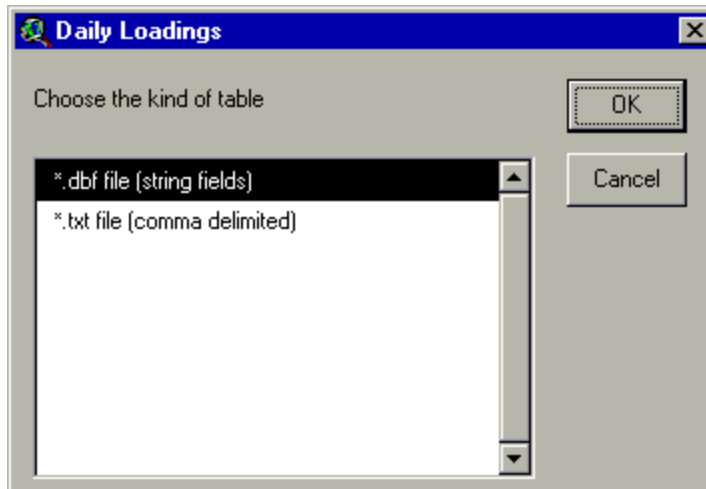 Daily Loadings
Choose the kind of table
OK
*.dbf file (string fields)
Cancel
*.txt file (comma delimited)